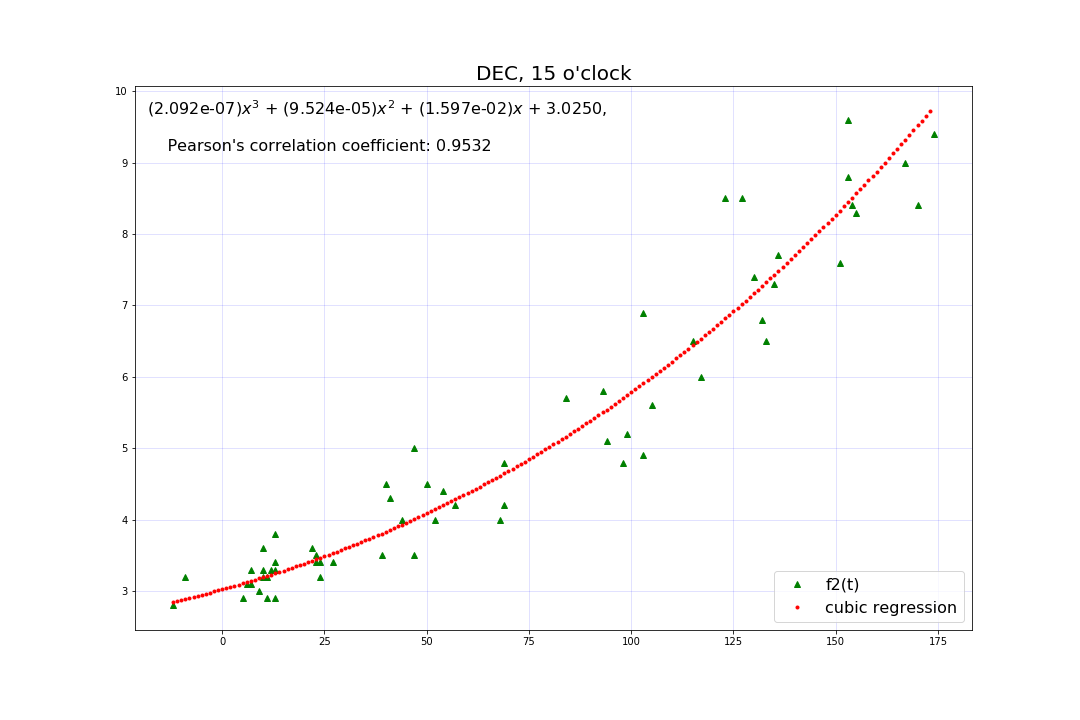 DEC, 15 o'clock
(2.092e-07)x³ + (9.524e-05)x² + (1.597e-02)x + 3.0250,
Pearson's correlation coefficient: 0.9532
10
9
8
7
6
5
4
3
f2(t)
cubic regression
0 25 50 75 100 125 150 175